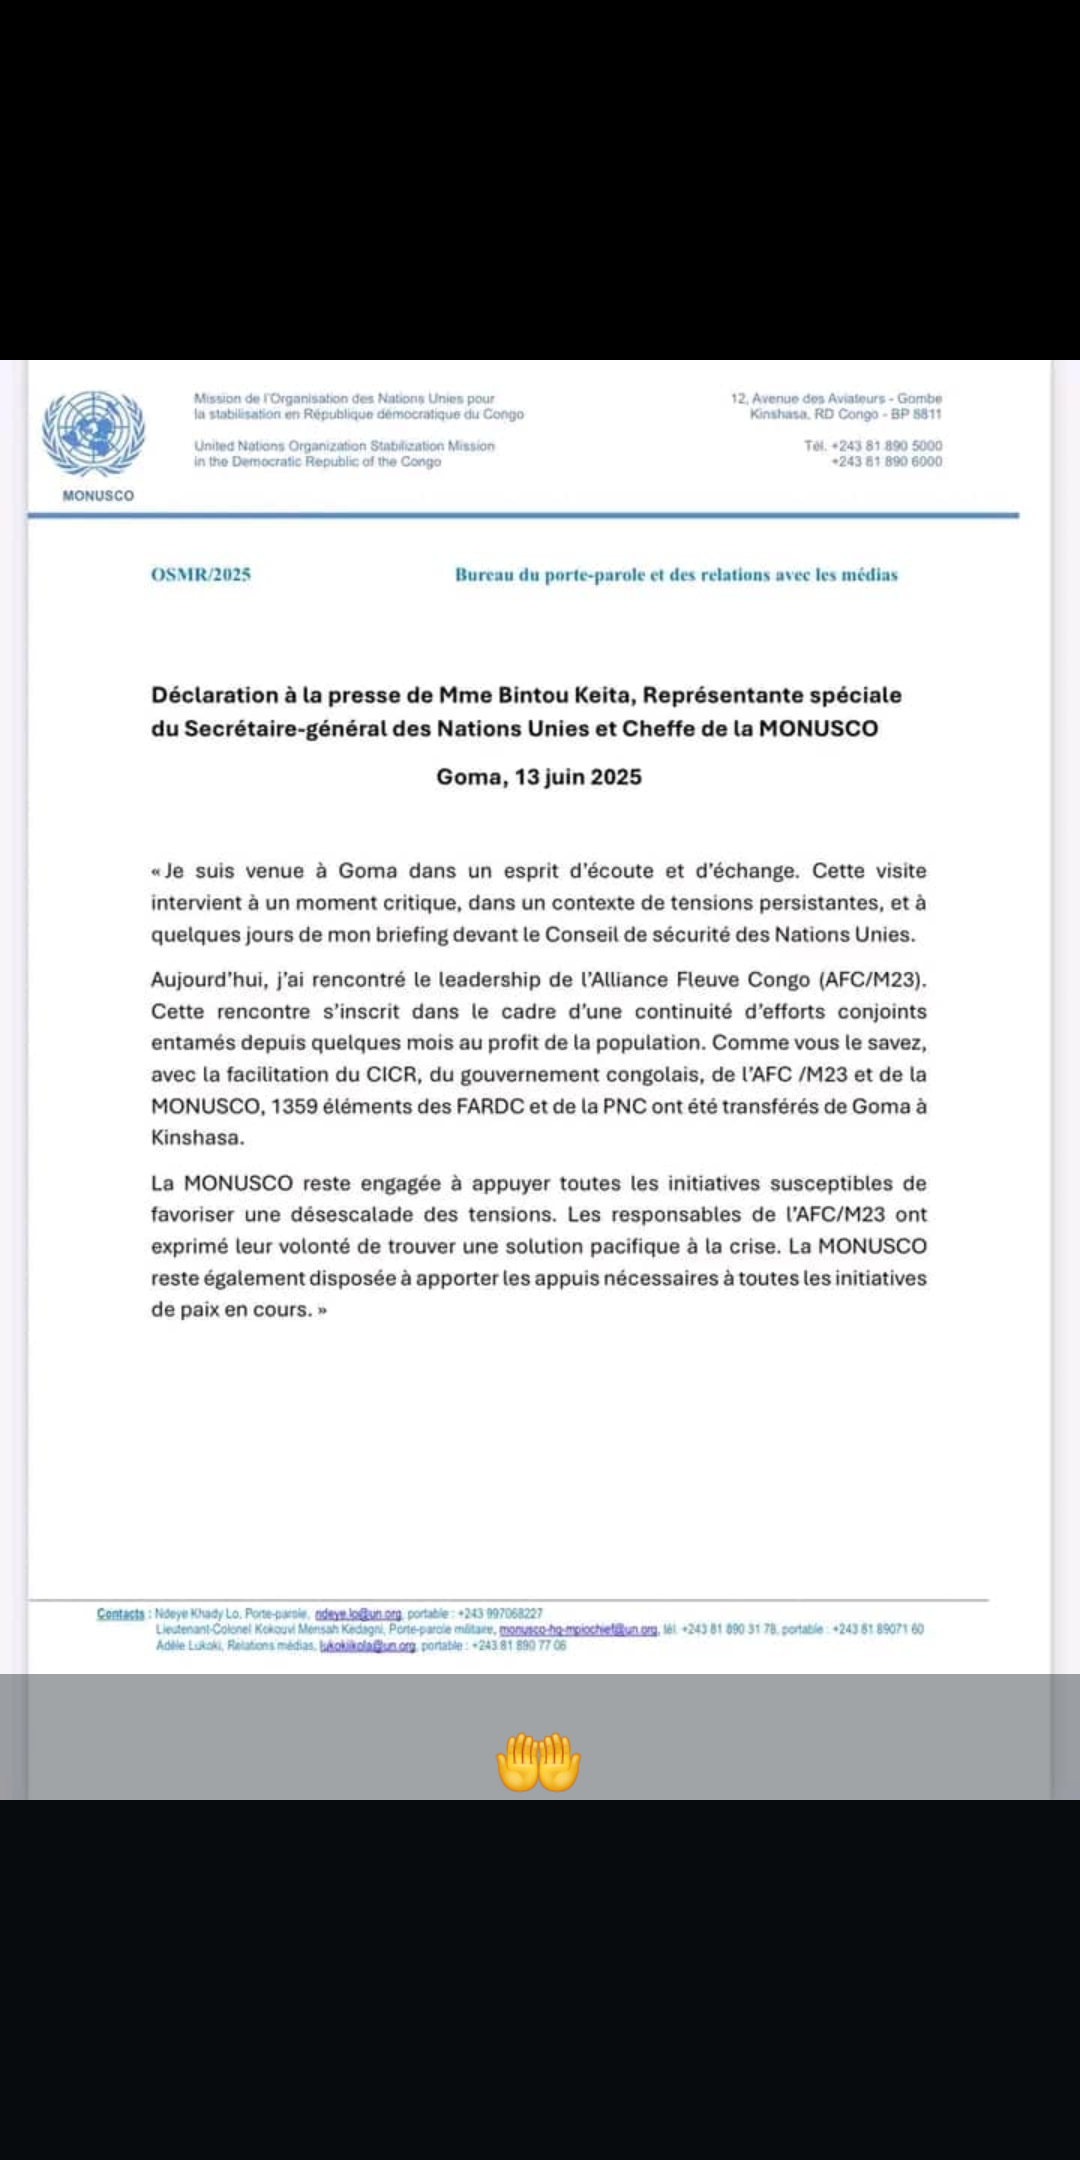 Mission de l'Organisation des Nations Unies pour
la stabilisation en République démocratique du Congo
United Nations Organization Stabilization Mission
in the Democratic Republic of the Congo
12, Avenue des Aviateurs - Gombe
Kinshasa, RD Congo - BP 8811
Tél. +243 81 890 5000
+243 81 890 6000
MONUSCO
OSMR/2025
Bureau du porte-parole et des relations avec les médias
Déclaration à la presse de Mme Bintou Keita, Représentante spéciale
du Secrétaire-général des Nations Unies et Cheffe de la MONUSCO
Goma, 13 juin 2025
« Je suis venue à Goma dans un esprit d'écoute et d'échange. Cette visite
intervient à un moment critique, dans un contexte de tensions persistantes, et à
quelques jours de mon briefing devant le Conseil de sécurité des Nations Unies.
Aujourd'hui, j'ai rencontré le leadership de l'Alliance Fleuve Congo (AFC/M23).
Cette rencontre s'inscrit dans le cadre d'une continuité d'efforts conjoints
entamés depuis quelques mois au profit de la population. Comme vous le savez,
avec la facilitation du CICR, du gouvernement congolais, de l'AFC /M23 et de la
MONUSCO, 1359 éléments des FARDC et de la PNC ont été transférés de Goma à
Kinshasa.
La MONUSCO reste engagée à appuyer toutes les initiatives susceptibles de
favoriser une désescalade des tensions. Les responsables de l'AFC/M23 ont
exprimé leur volonté de trouver une solution pacifique à la crise. La MONUSCO
reste également disposée à apporter les appuis nécessaires à toutes les initiatives
de paix en cours. »
Contacts : Ndeye Khady Lo, Porte-parole, ndeye.lo@un.org, portable : +243 997068227
Lieutenant-Colonel Kokouvi Mensah Kédagni, Porte-parole militaire, monusco-hq-mpiochief@un.org, tél. +243 81 890 31 78, portable : +243 81 89071 60
Adèle Lukoki, Relations médias, lukokiikola@un.org, portable : +243 81 890 77 06
🤲